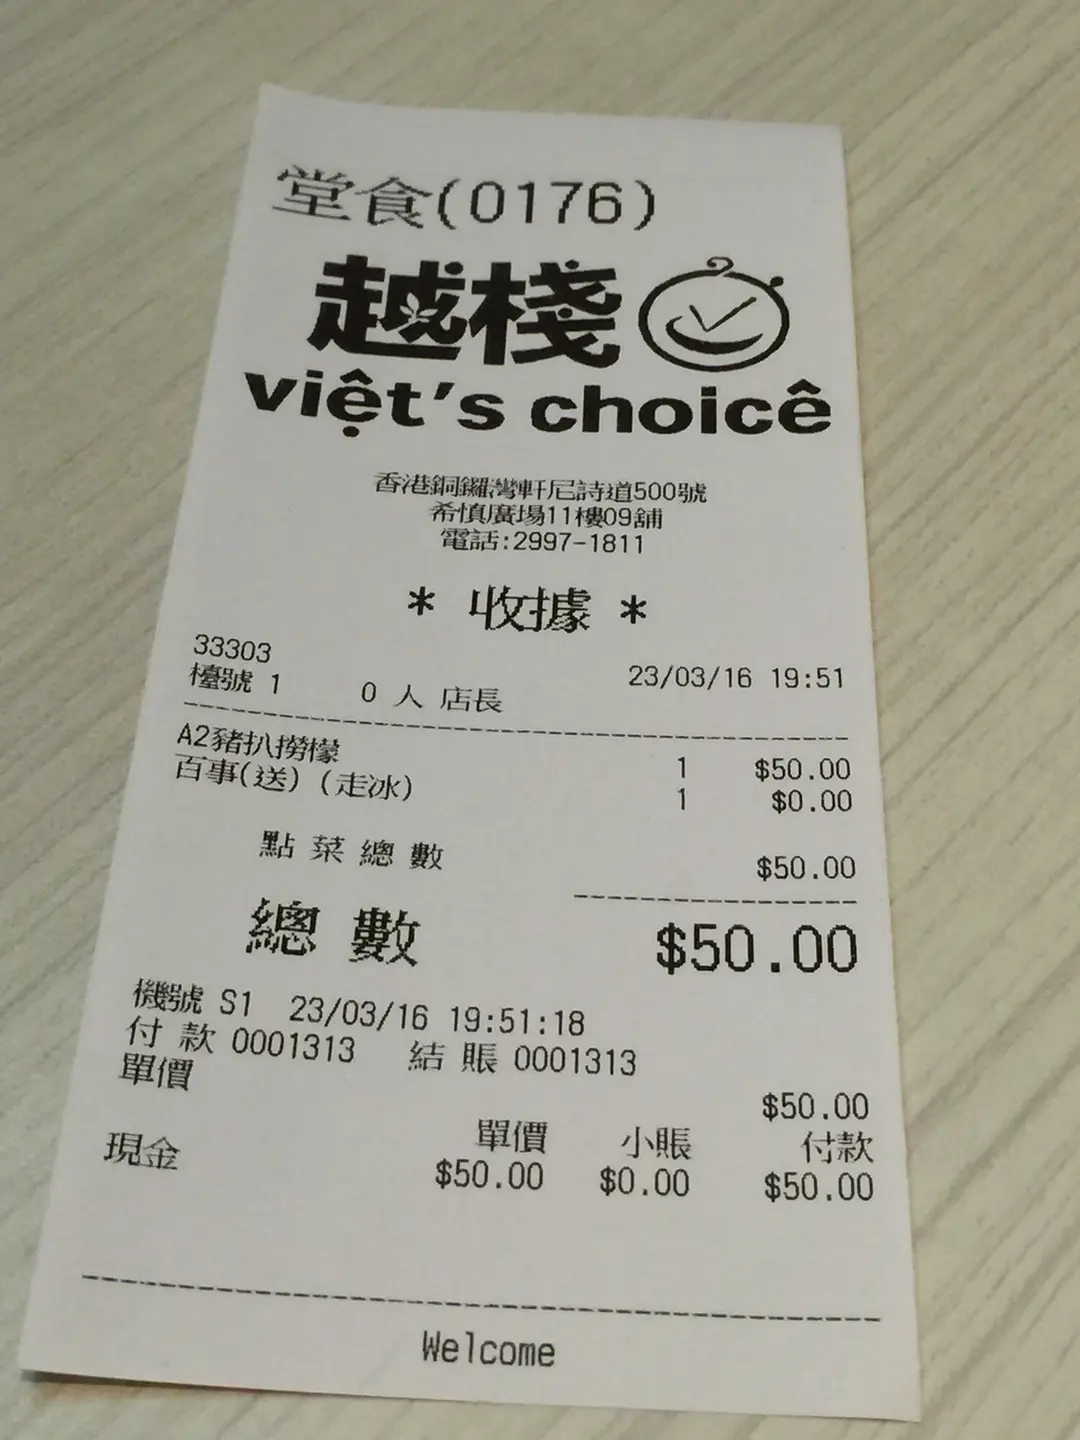 堂食(0176)
越棧
việt's choicê
香港銅鑼灣軒尼詩道500號
希慎廣場11樓09舖
電話:2997-1811
* 收據 *
33303
檯號 1 0 人 店長 23/03/16 19:51
A2豬扒撈檬 1 $50.00
百事(送) (走冰) 1 $0.00
點菜總數 $50.00
總數 $50.00
機號 S1 23/03/16 19:51:18
付款 0001313 結賬 0001313
單價 $50.00
單價 小賬 付款
現金 $50.00 $0.00 $50.00
Welcome